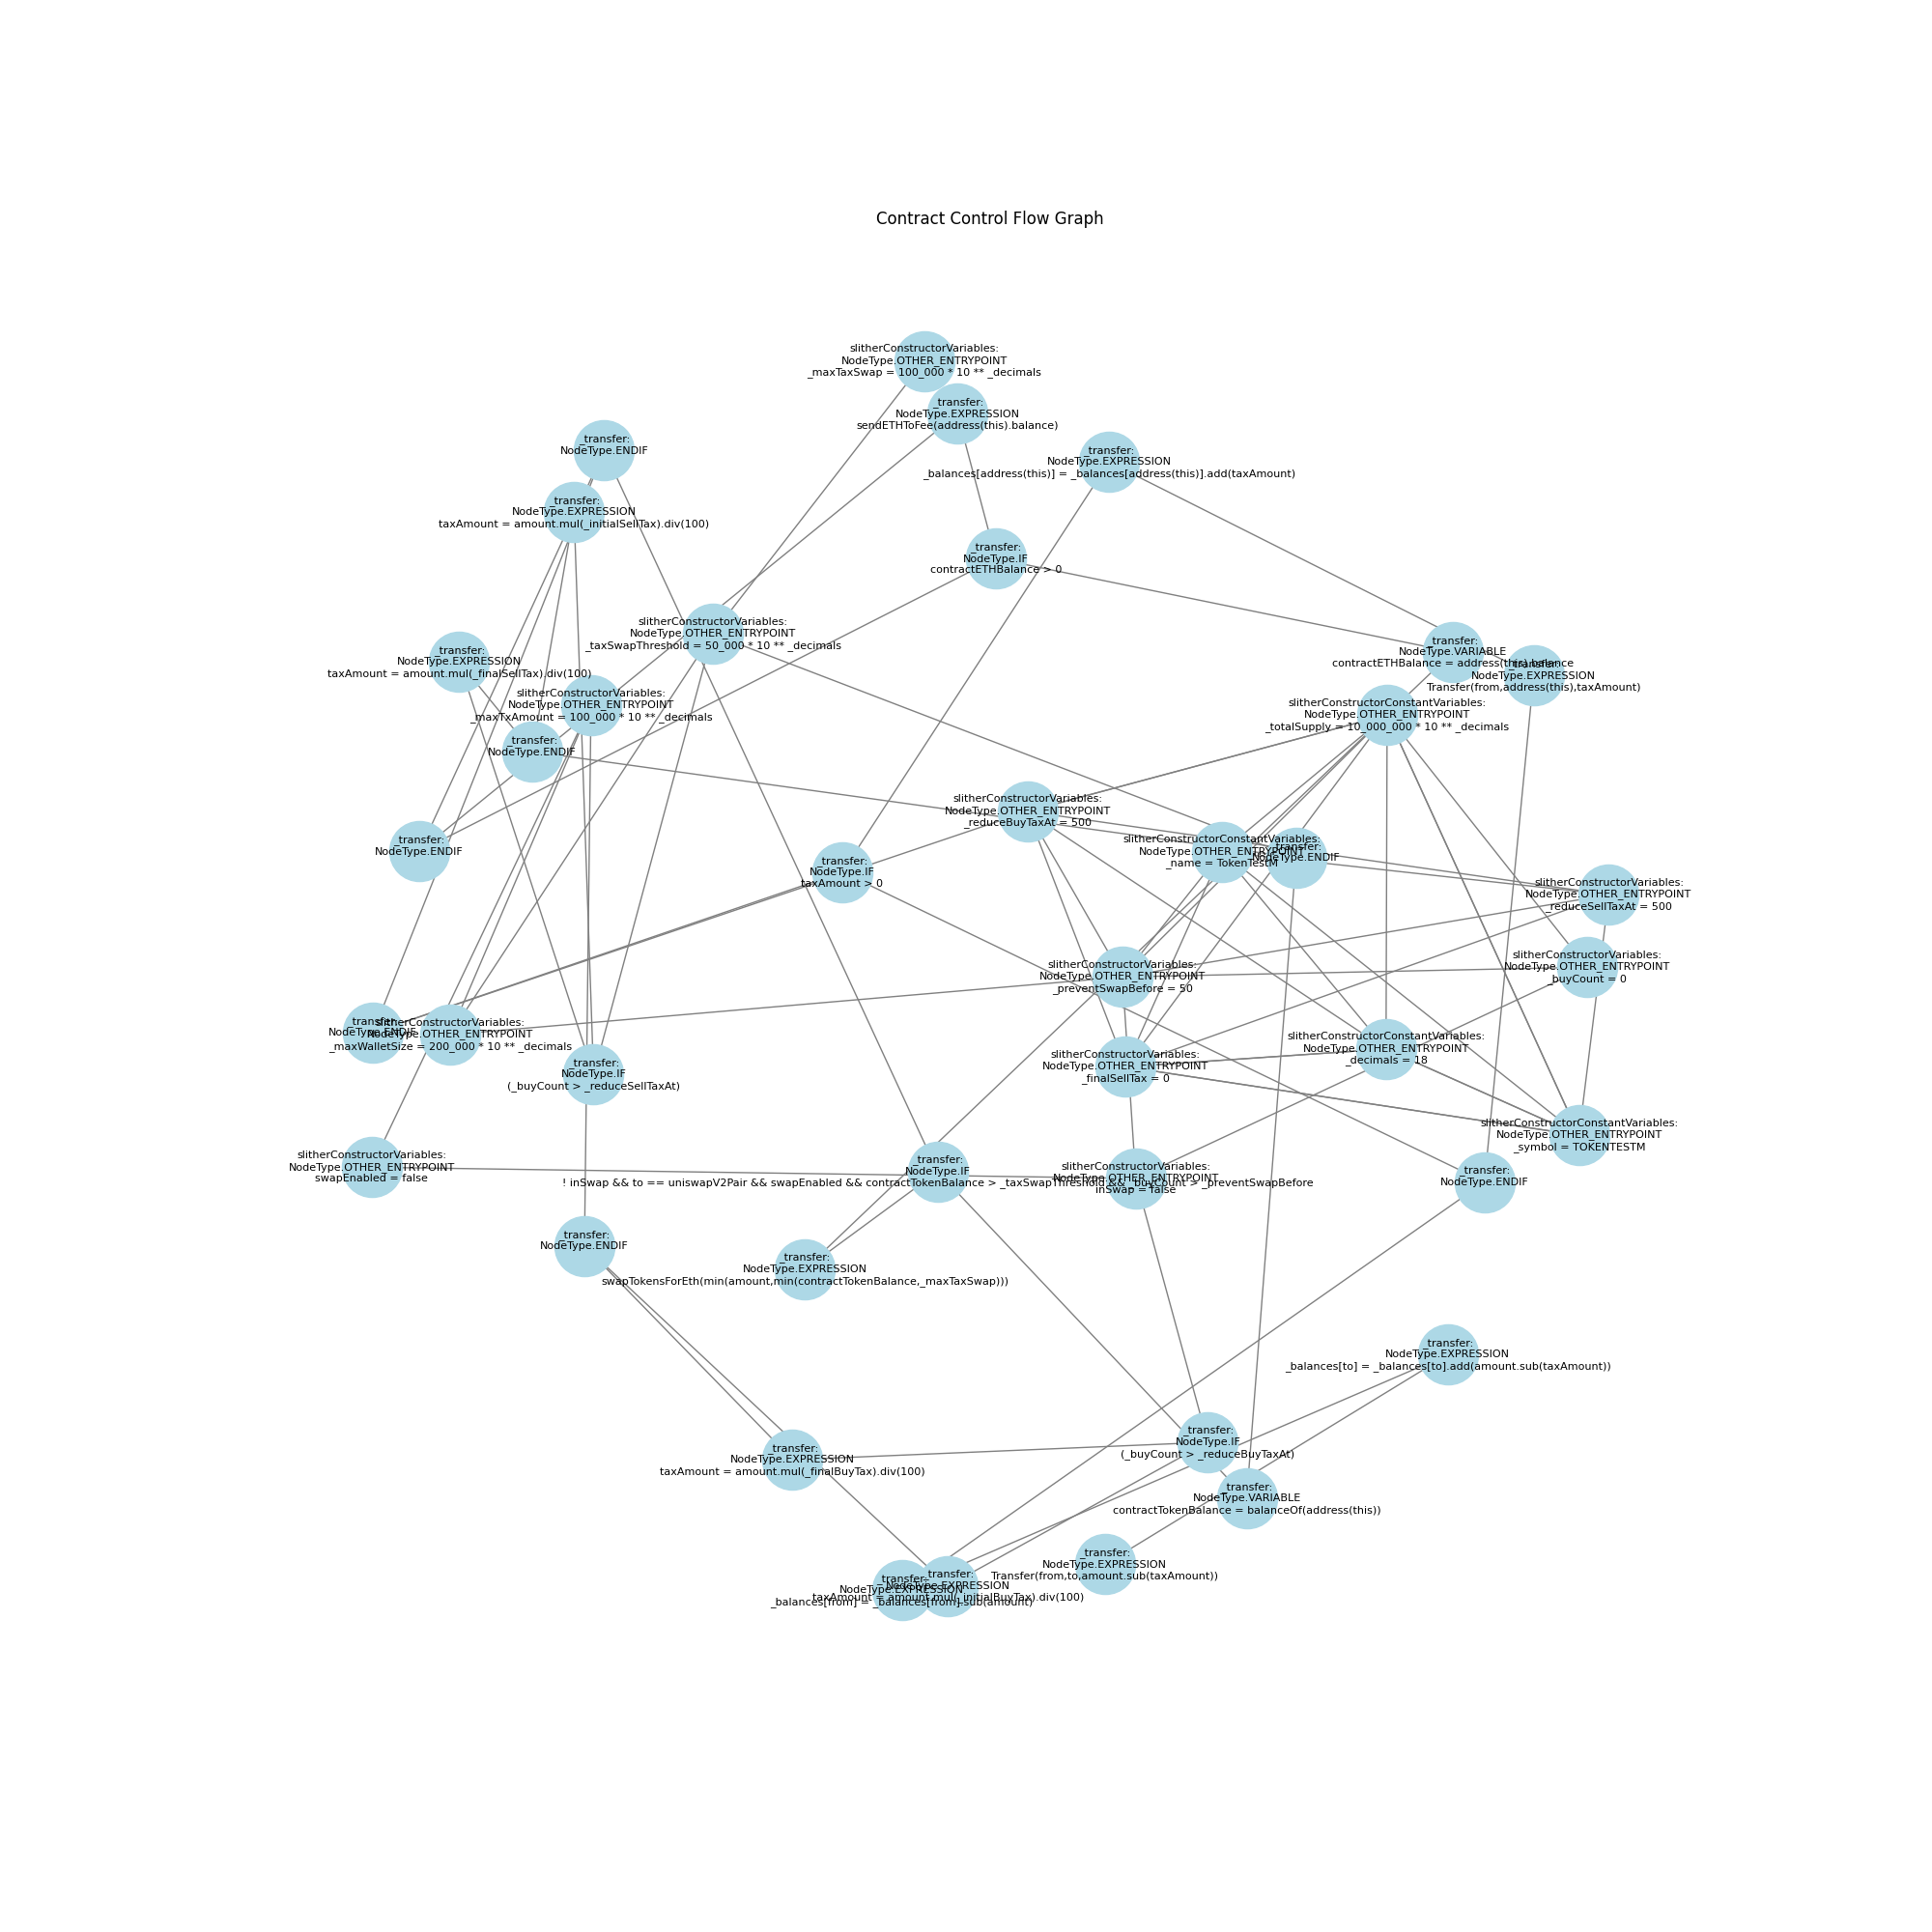 Contract Control Flow Graph
slitherConstructorVariables:
NodeType.OTHER_ENTRYPOINT
_maxTaxSwap = 100_000 * 10 ** _decimals
_transfer:
NodeType.EXPRESSION
sendETHToFee(address(this).balance)
_transfer:
NodeType.ENDIF
_transfer:
NodeType.EXPRESSION
_balances[address(this)] = _balances[address(this)].add(taxAmount)
_transfer:
NodeType.EXPRESSION
taxAmount = amount.mul(_initialSellTax).div(100)
_transfer:
NodeType.IF
contractETHBalance > 0
slitherConstructorVariables:
NodeType.OTHER_ENTRYPOINT
_taxSwapThreshold = 50_000 * 10 ** _decimals
_transfer:
NodeType.VARIABLE
contractETHBalance = address(this).balance
_transfer:
NodeType.EXPRESSION
taxAmount = amount.mul(_finalSellTax).div(100)
_transfer:
NodeType.EXPRESSION
Transfer(from,address(this),taxAmount)
slitherConstructorVariables:
NodeType.OTHER_ENTRYPOINT
_maxTxAmount = 100_000 * 10 ** _decimals
slitherConstructorConstantVariables:
NodeType.OTHER_ENTRYPOINT
_totalSupply = 10_000_000 * 10 ** _decimals
_transfer:
NodeType.ENDIF
slitherConstructorVariables:
NodeType.OTHER_ENTRYPOINT
_reduceBuyTaxAt = 500
_transfer:
NodeType.ENDIF
slitherConstructorConstantVariables:
NodeType.OTHER_ENTRYPOINT
_name = TokenTestM
_transfer:
NodeType.ENDIF
_transfer:
NodeType.IF
taxAmount > 0
slitherConstructorVariables:
NodeType.OTHER_ENTRYPOINT
_reduceSellTaxAt = 500
slitherConstructorVariables:
NodeType.OTHER_ENTRYPOINT
_buyCount = 0
slitherConstructorVariables:
NodeType.OTHER_ENTRYPOINT
_preventSwapBefore = 50
_transfer:
NodeType.ENDIF
slitherConstructorVariables:
NodeType.OTHER_ENTRYPOINT
_maxWalletSize = 200_000 * 10 ** _decimals
slitherConstructorConstantVariables:
NodeType.OTHER_ENTRYPOINT
_decimals = 18
slitherConstructorVariables:
NodeType.OTHER_ENTRYPOINT
_finalSellTax = 0
_transfer:
NodeType.IF
(_buyCount > _reduceSellTaxAt)
slitherConstructorConstantVariables:
NodeType.OTHER_ENTRYPOINT
_symbol = TOKENTESTM
slitherConstructorVariables:
NodeType.OTHER_ENTRYPOINT
swapEnabled = false
_transfer:
NodeType.IF
! inSwap && to == uniswapV2Pair && swapEnabled && contractTokenBalance > _taxSwapThreshold && _buyCount > _preventSwapBefore
slitherConstructorVariables:
NodeType.OTHER_ENTRYPOINT
inSwap = false
_transfer:
NodeType.ENDIF
_transfer:
NodeType.ENDIF
_transfer:
NodeType.EXPRESSION
swapTokensForEth(min(amount,min(contractTokenBalance,_maxTaxSwap)))
_transfer:
NodeType.EXPRESSION
_balances[to] = _balances[to].add(amount.sub(taxAmount))
_transfer:
NodeType.IF
(_buyCount > _reduceBuyTaxAt)
_transfer:
NodeType.EXPRESSION
taxAmount = amount.mul(_finalBuyTax).div(100)
_transfer:
NodeType.VARIABLE
contractTokenBalance = balanceOf(address(this))
_transfer:
NodeType.EXPRESSION
Transfer(from,to,amount.sub(taxAmount))
_transfer:
NodeType.EXPRESSION
taxAmount = amount.mul(_initialBuyTax).div(100)
_transfer:
NodeType.EXPRESSION
_balances[from] = _balances[from].sub(amount)